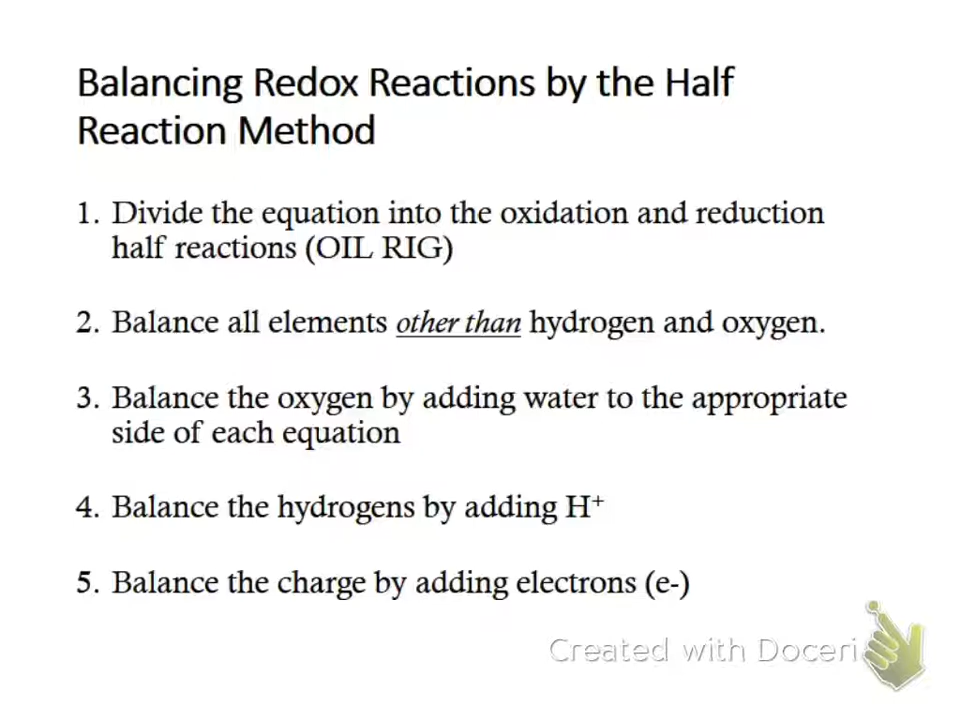 Balancing Redox Reactions by the Half
Reaction Method
1. Divide the equation into the oxidation and reduction
half reactions (OIL RIG)
2. Balance all elements other than hydrogen and oxygen.
3. Balance the oxygen by adding water to the appropriate
side of each equation
4. Balance the hydrogens by adding H⁺
5. Balance the charge by adding electrons (e-)
Created with Doceri